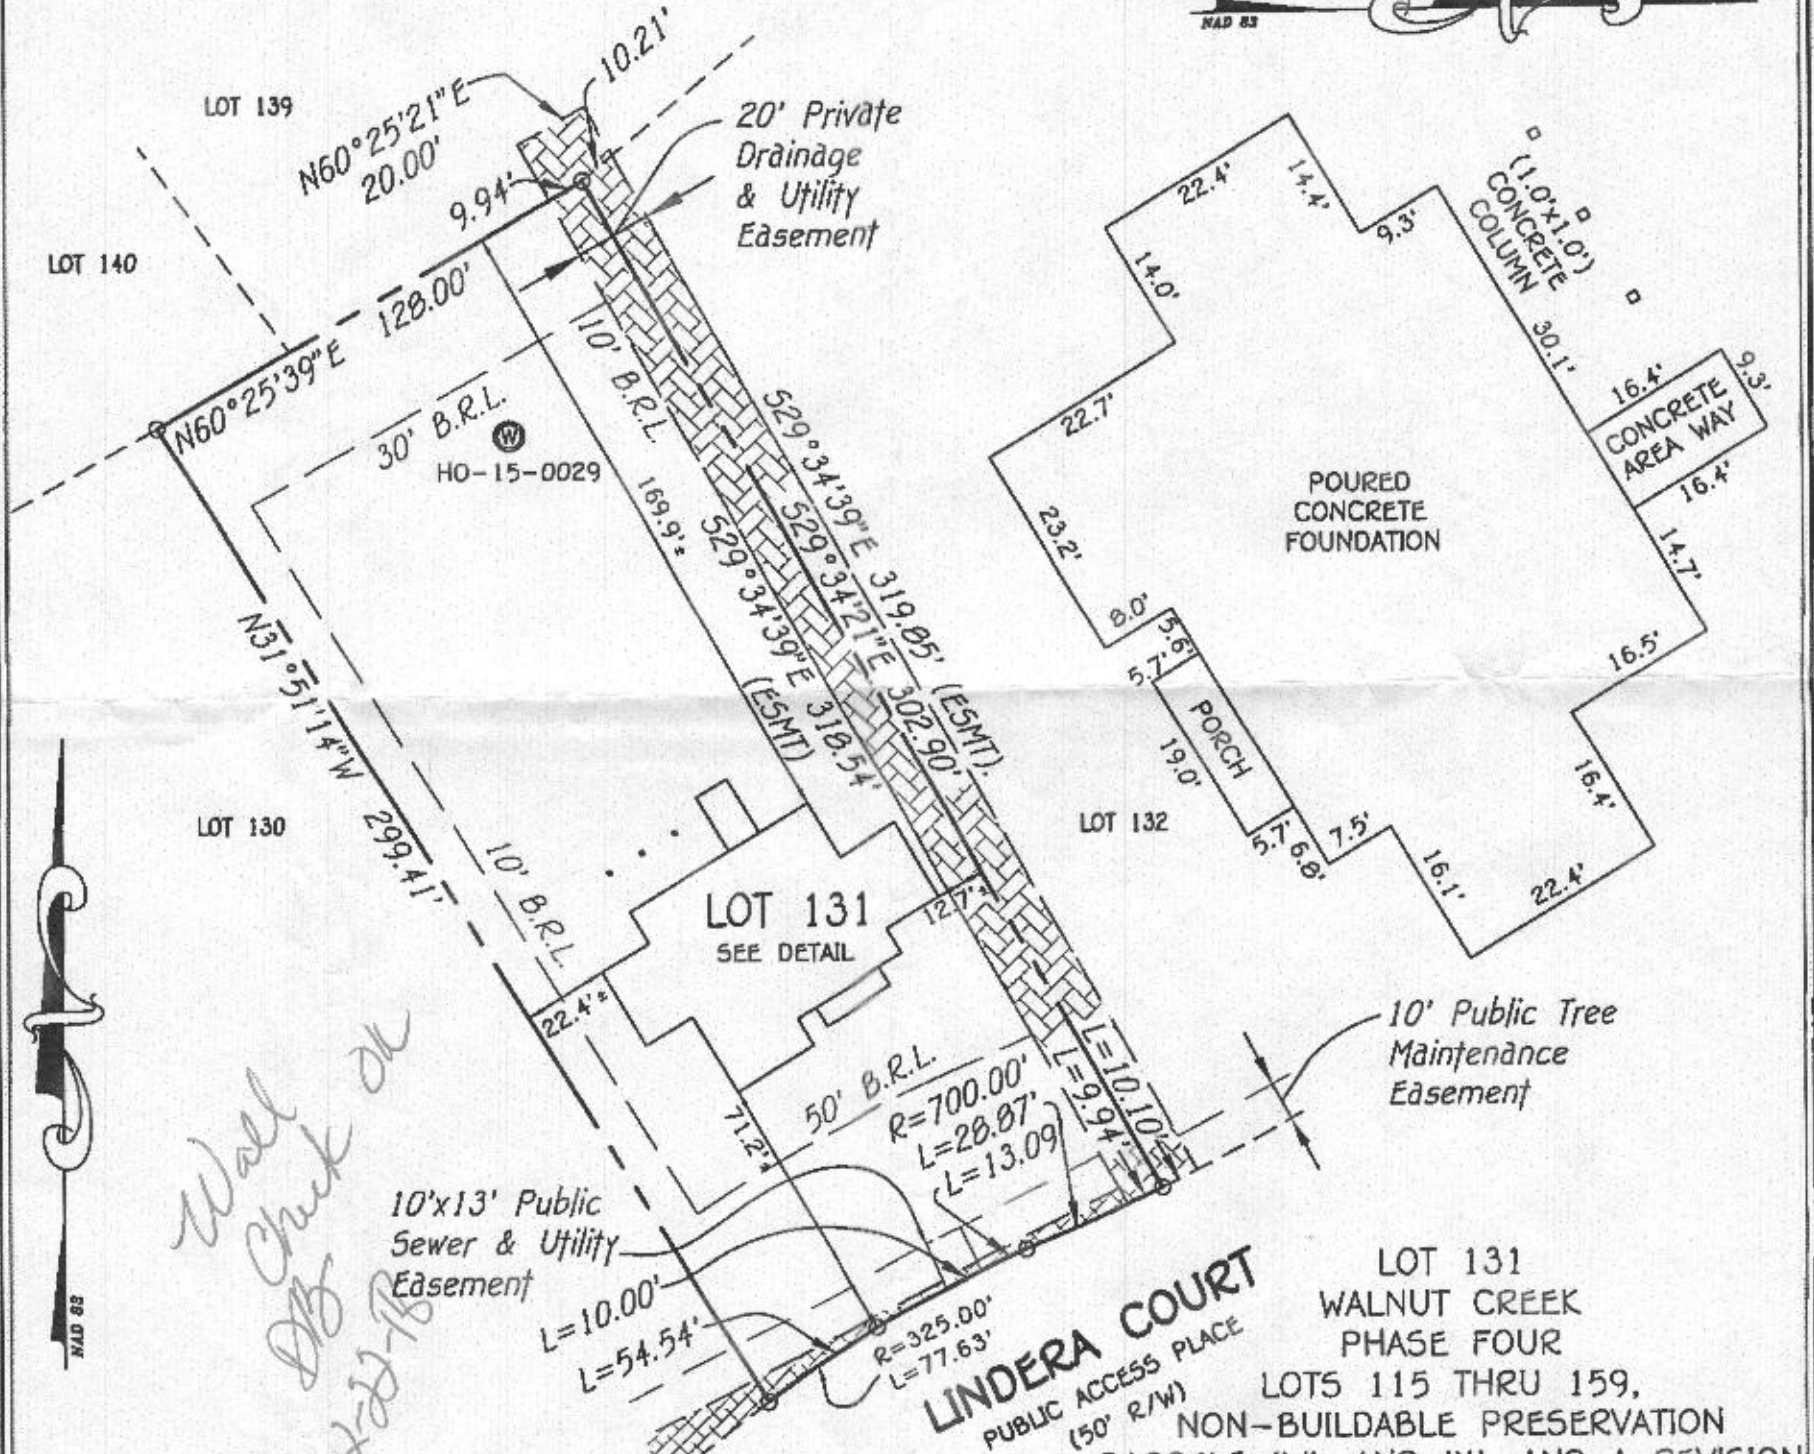 NAD 83
LOT 139
N60°25'21"E
20.00'
10.21'
9.94'
20' Private
Drainage
& Utility
Easement
LOT 140
128.00'
N60°25'39"E
30' B.R.L.
10' B.R.L.
W
HO-15-0029
169.9'±
S29°34'39"E 319.85' (ESMT).
S29°34'21"E 302.90'
S29°34'39"E 318.54'
(ESMT)
N31°51'14"W 299.41'
LOT 130
10' B.R.L.
LOT 131
SEE DETAIL
12.7'±
22.4'±
LOT 132
22.4'
14.4'
9.3'
(1.0'x1.0')
CONCRETE
COLUMN
14.0'
30.1'
16.4'
9.3'
CONCRETE
AREA WAY
16.4'
22.7'
POURED
CONCRETE
FOUNDATION
23.2'
14.7'
8.0'
5.6'
5.7'
PORCH
19.0'
16.5'
16.4'
5.7'
6.8'
7.5'
16.1'
22.4'
10' Public Tree
Maintenance
Easement
50' B.R.L.
71.2'±
R=700.00'
L=28.87'
L=13.09
L=10.10'
L=9.94'
10'x13' Public
Sewer & Utility
Easement
L=10.00'
L=54.54'
R=325.00'
L=77.63'
LINDERA COURT
PUBLIC ACCESS PLACE
(50' R/W)
Wall
Check OK
NAD 83
LOT 131
WALNUT CREEK
PHASE FOUR
LOTS 115 THRU 159,
NON-BUILDABLE PRESERVATION